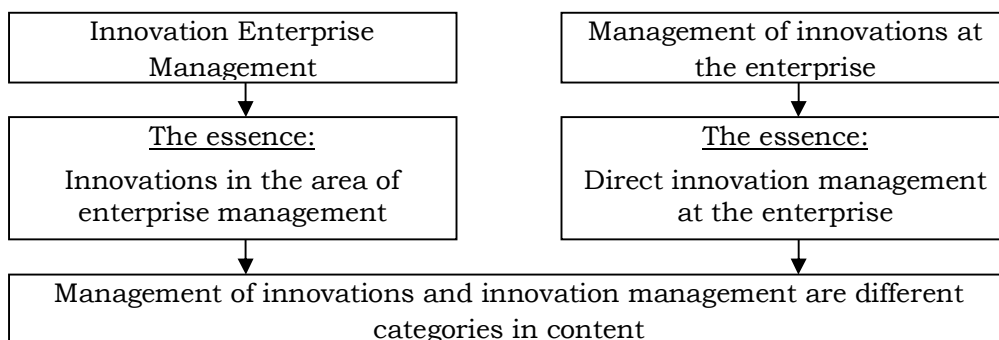 Innovation Enterprise
Management
Management of innovations at
the enterprise
The essence:
Innovations in the area of
enterprise management
The essence:
Direct innovation management
at the enterprise
Management of innovations and innovation management are different
categories in content